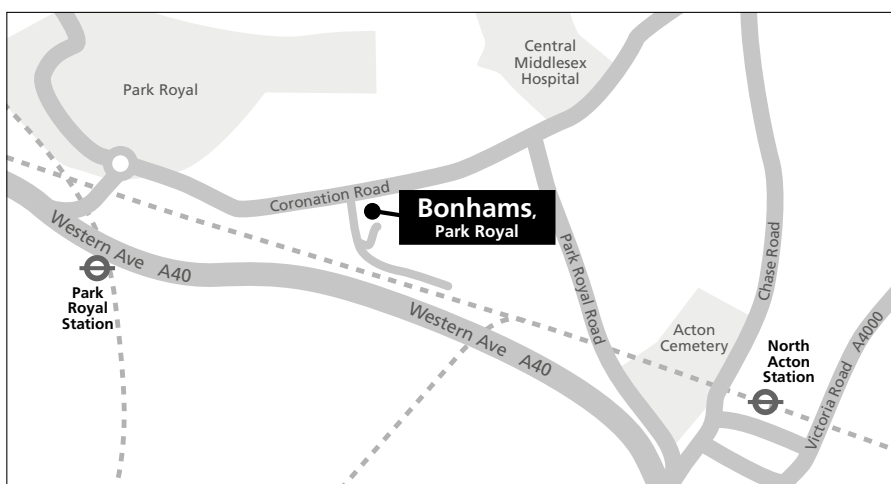 Central
Middlesex
Hospital
Park Royal
Coronation Road
Bonhams,
Park Royal
Western Ave A40
Park
Royal
Station
Park Royal Road
Chase Road
Western Ave A40
Acton
Cemetery
North
Acton
Station
Victoria Road A4000